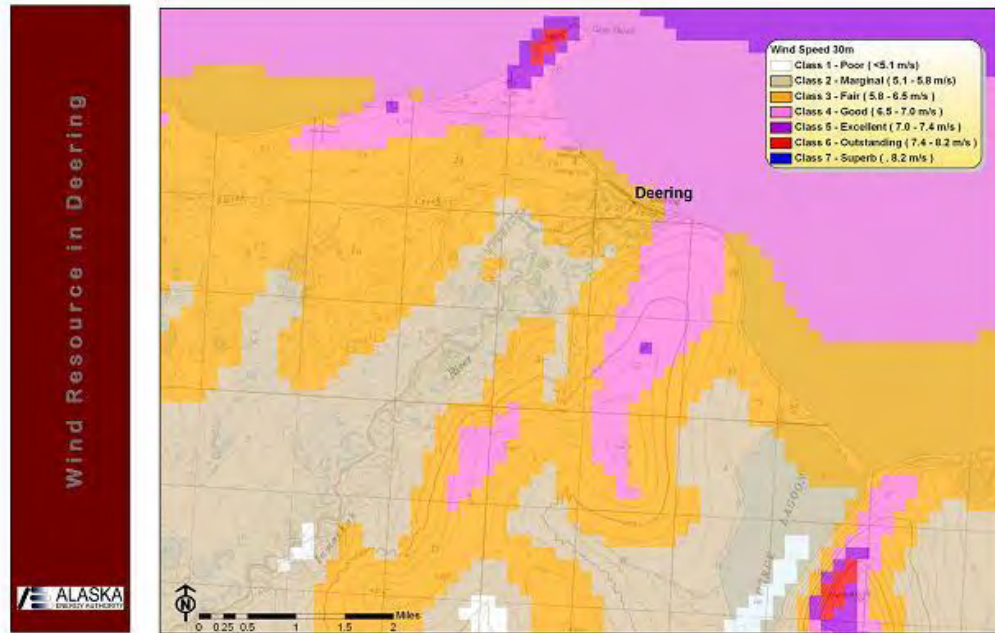 Wind Resource in Deering
ALASKA
ENERGY AUTHORITY
Wind Speed 30m
Class 1 - Poor ( <5.1 m/s)
Class 2 - Marginal ( 5.1 - 5.8 m/s)
Class 3 - Fair ( 5.8 - 6.5 m/s )
Class 4 - Good ( 6.5 - 7.0 m/s )
Class 5 - Excellent ( 7.0 - 7.4 m/s )
Class 6 - Outstanding ( 7.4 - 8.2 m/s )
Class 7 - Superb ( . 8.2 m/s )
Deering
Creek
River
LAGOON
N
Miles
0 0.25 0.5 1 1.5 2